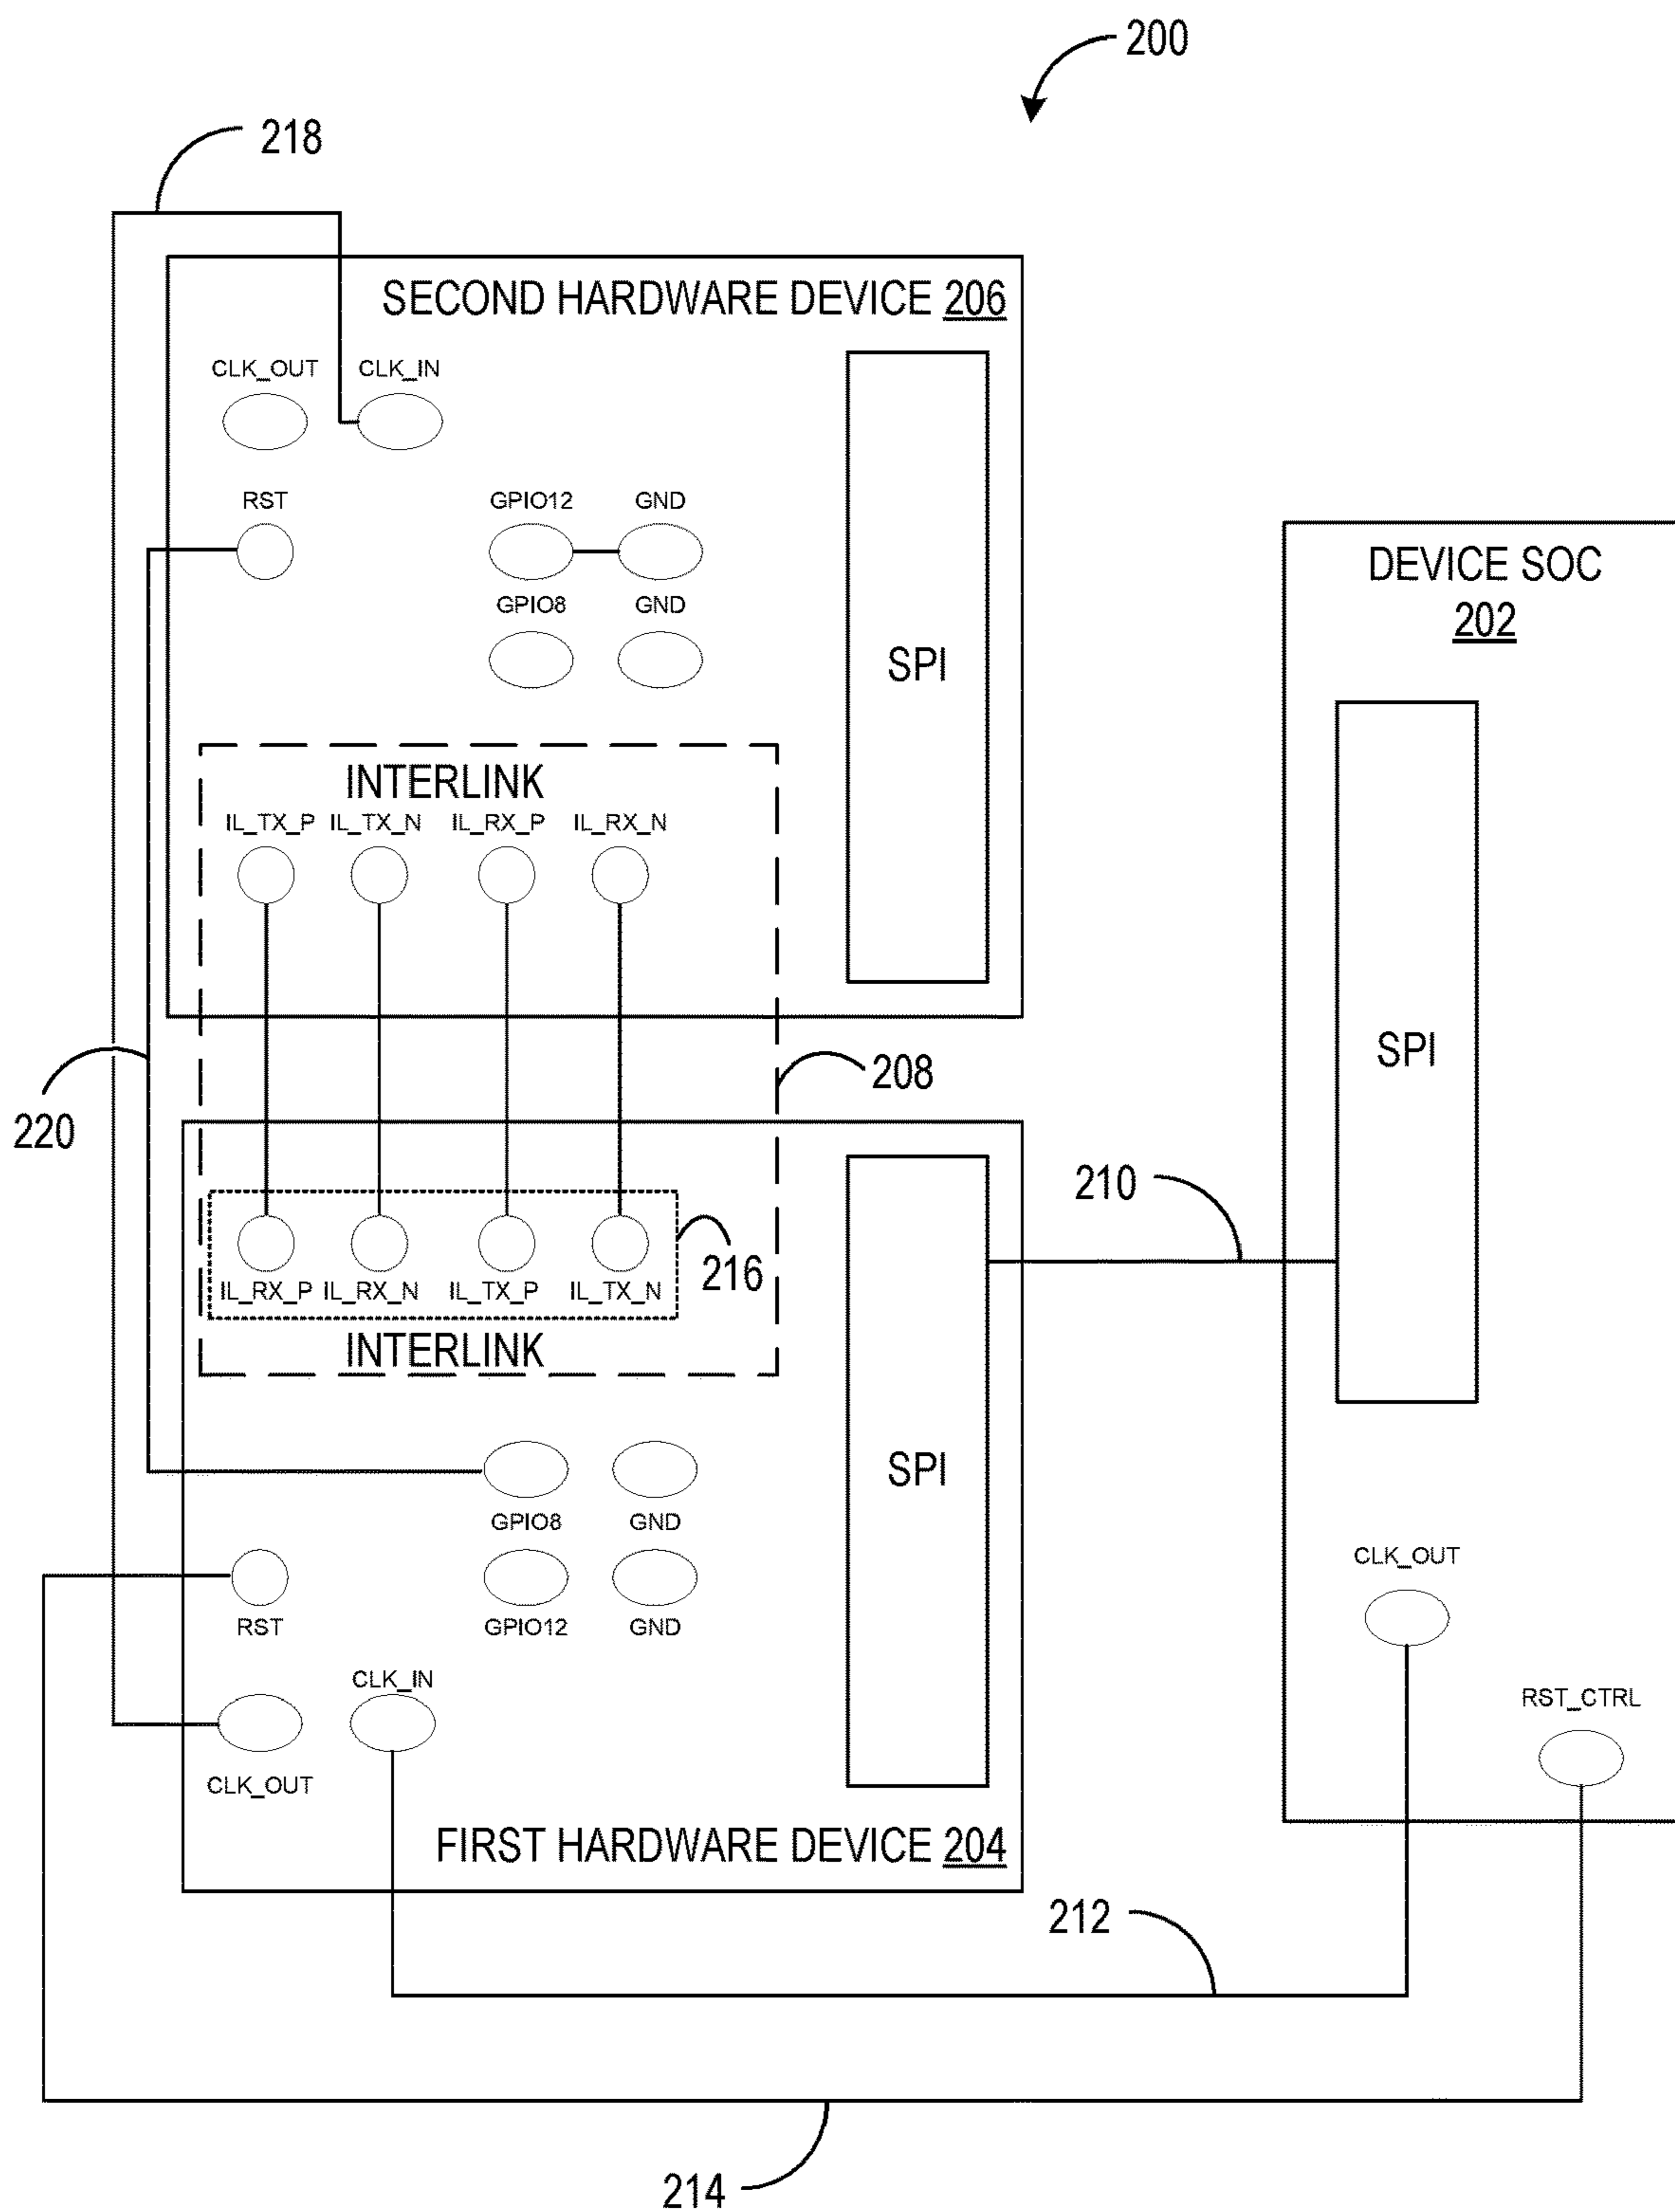 200
218
SECOND HARDWARE DEVICE 206
CLK_OUT CLK_IN
RST GPIO12 GND
GPIO8 GND
SPI
DEVICE SOC
202
SPI
INTERLINK
IL_TX_P IL_TX_N IL_RX_P IL_RX_N
220
208
210
216
IL_RX_P IL_RX_N IL_TX_P IL_TX_N
INTERLINK
SPI
GPIO8 GND
RST GPIO12 GND
CLK_IN
CLK_OUT
CLK_OUT
RST_CTRL
FIRST HARDWARE DEVICE 204
212
214